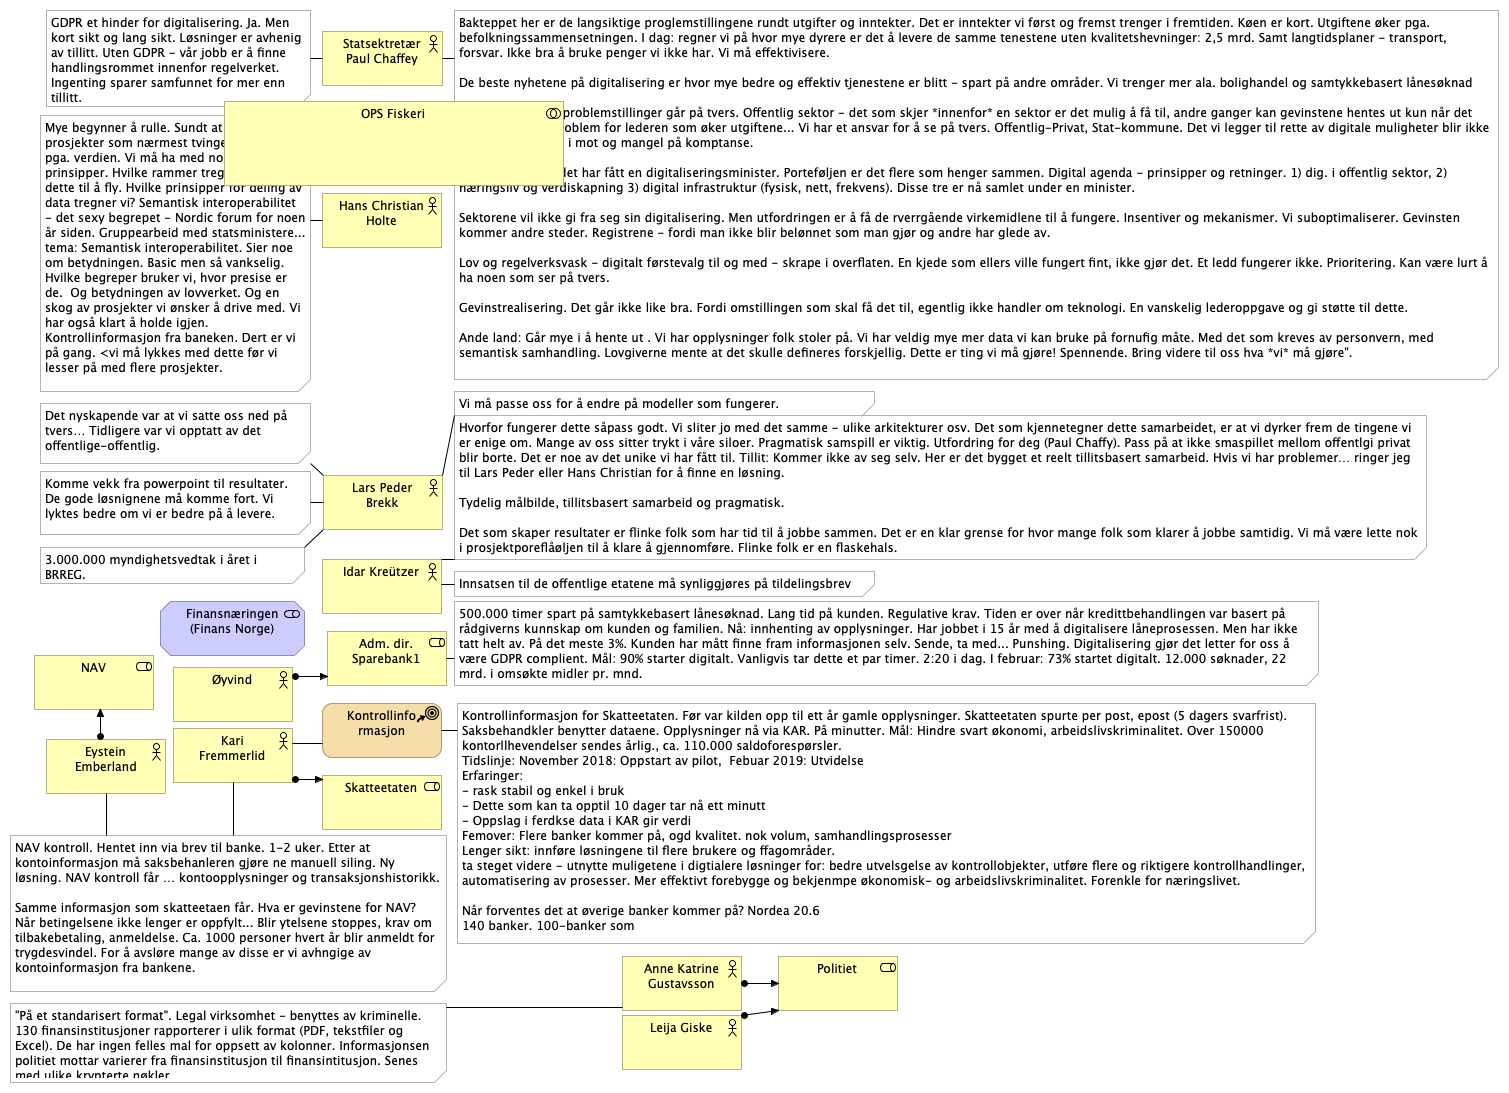 GDPR et hinder for digitalisering. Ja. Men
kort sikt og lang sikt. Løsninger er avhenig
av tillitt. Uten GDPR - vår jobb er å finne
handlingsrommet innenfor regelverket.
Ingenting sparer samfunnet for mer enn
tillitt.
Statsektretær
Paul Chaffey
Bakteppet her er de langsiktige proglemstillingene rundt utgifter og inntekter. Det er inntekter vi først og fremst trenger i fremtiden. Køen er kort. Utgiftene øker pga.
befolkningssammensetningen. I dag: regner vi på hvor mye dyrere er det å levere de samme tenestene uten kvalitetshevninger: 2,5 mrd. Samt langtidsplaner - transport,
forsvar. Ikke bra å bruke penger vi ikke har. Vi må effektivisere.
De beste nyhetene på digitalisering er hvor mye bedre og effektiv tjenestene er blitt - spart på andre områder. Vi trenger mer ala. bolighandel og samtykkebasert lånesøknad
problemstillinger går på tvers. Offentlig sektor - det som skjer *innenfor* en sektor er det mulig å få til, andre ganger kan gevinstene hentes ut kun når det
oblem for lederen som øker utgiftene... Vi har et ansvar for å se på tvers. Offentlig-Privat, Stat-kommune. Det vi legger til rette av digitale muligheter blir ikke
i mot og mangel på komptanse.
det har fått en digitaliseringsminister. Porteføljen er det flere som henger sammen. Digital agenda - prinsipper og retninger. 1) dig. i offentlig sektor, 2)
næringsliv og verdiskapning 3) digital infrastruktur (fysisk, nett, frekvens). Disse tre er nå samlet under en minister.
Sektorene vil ikke gi fra seg sin digitalisering. Men utfordringen er å få de rverrgående virkemidlene til å fungere. Insentiver og mekanismer. Vi suboptimaliserer. Gevinsten
kommer andre steder. Registrene - fordi man ikke blir belønnet som man gjør og andre har glede av.
Lov og regelverksvask - digitalt førstevalg til og med - skrape i overflaten. En kjede som ellers ville fungert fint, ikke gjør det. Et ledd fungerer ikke. Prioritering. Kan være lurt å
ha noen som ser på tvers.
Gevinstrealisering. Det går ikke like bra. Fordi omstillingen som skal få det til, egentlig ikke handler om teknologi. En vanskelig lederoppgave og gi støtte til dette.
Ande land: Går mye i å hente ut . Vi har opplysninger folk stoler på. Vi har veldig mye mer data vi kan bruke på fornufig måte. Med det som kreves av personvern, med
semantisk samhandling. Lovgiverne mente at det skulle defineres forskjellig. Dette er ting vi må gjøre! Spennende. Bring videre til oss hva *vi* må gjøre".
OPS Fiskeri
Mye begynner å rulle. Sundt at
prosjekter som nærmest tvinge
pga. verdien. Vi må ha med no
prinsipper. Hvilke rammer treg
dette til å fly. Hvilke prinsipper for deling av
data tregner vi? Semantisk interoperabilitet
- det sexy begrepet - Nordic forum for noen
år siden. Gruppearbeid med statsministere...
tema: Semantisk interoperabilitet. Sier noe
om betydningen. Basic men så vankselig.
Hvilke begreper bruker vi, hvor presise er
de.  Og betydningen av lovverket. Og en
skog av prosjekter vi ønsker å drive med. Vi
har også klart å holde igjen.
Kontrollinformasjon fra baneken. Dert er vi
på gang. <vi må lykkes med dette før vi
lesser på med flere prosjekter.
Hans Christian
Holte
Vi må passe oss for å endre på modeller som fungerer.
Det nyskapende var at vi satte oss ned på
tvers... Tidligere var vi opptatt av det
offentlige-offentlig.
Hvorfor fungerer dette såpass godt. Vi sliter jo med det samme - ulike arkitekturer osv. Det som kjennetegner dette samarbeidet, er at vi dyrker frem de tingene vi
er enige om. Mange av oss sitter trykt i våre siloer. Pragmatisk samspill er viktig. Utfordring for deg (Paul Chaffy). Pass på at ikke smaspillet mellom offentlgi privat
blir borte. Det er noe av det unike vi har fått til. Tillit: Kommer ikke av seg selv. Her er det bygget et reelt tillitsbasert samarbeid. Hvis vi har problemer... ringer jeg
til Lars Peder eller Hans Christian for å finne en løsning.
Tydelig målbilde, tillitsbasert samarbeid og pragmatisk.
Det som skaper resultater er flinke folk som har tid til å jobbe sammen. Det er en klar grense for hvor mange folk som klarer å jobbe samtidig. Vi må være lette nok
i prosjektporeflåøljen til å klare å gjennomføre. Flinke folk er en flaskehals.
Komme vekk fra powerpoint til resultater.
De gode løsnignene må komme fort. Vi
lyktes bedre om vi er bedre på å levere.
Lars Peder
Brekk
3.000.000 myndighetsvedtak i året i
BRREG.
Idar Kreützer
Innsatsen til de offentlige etatene må synliggjøres på tildelingsbrev
Finansnæringen
(Finans Norge)
500.000 timer spart på samtykkebasert lånesøknad. Lang tid på kunden. Regulative krav. Tiden er over når kredittbehandlingen var basert på
rådgiverns kunnskap om kunden og familien. Nå: innhenting av opplysninger. Har jobbet i 15 år med å digitalisere låneprosessen. Men har ikke
tatt helt av. På det meste 3%. Kunden har mått finne fram informasjonen selv. Sende, ta med... Punshing. Digitalisering gjør det letter for oss å
være GDPR complient. Mål: 90% starter digitalt. Vanligvis tar dette et par timer. 2:20 i dag. I februar: 73% startet digitalt. 12.000 søknader, 22
mrd. i omsøkte midler pr. mnd.
Adm. dir.
Sparebank1
NAV
Øyvind
Kontrollinfo
rmasjon
Kontrollinformasjon for Skatteetaten. Før var kilden opp til ett år gamle opplysninger. Skatteetaten spurte per post, epost (5 dagers svarfrist).
Saksbehandkler benytter dataene. Opplysninger nå via KAR. På minutter. Mål: Hindre svart økonomi, arbeidslivskriminalitet. Over 150000
kontorllhevendelser sendes årlig., ca. 110.000 saldoforespørsler.
Tidslinje: November 2018: Oppstart av pilot,  Febuar 2019: Utvidelse
Erfaringer:
- rask stabil og enkel i bruk
- Dette som kan ta opptil 10 dager tar nå ett minutt
- Oppslag i ferdkse data i KAR gir verdi
Femover: Flere banker kommer på, ogd kvalitet. nok volum, samhandlingsprosesser
Lenger sikt: innføre løsningene til flere brukere og ffagområder.
ta steget videre - utnytte muligetene i digtialere løsninger for: bedre utvelsgelse av kontrollobjekter, utføre flere og riktigere kontrollhandlinger,
automatisering av prosesser. Mer effektivt forebygge og bekjenmpe økonomisk- og arbeidslivskriminalitet. Forenkle for næringslivet.
Når forventes det at øverige banker kommer på? Nordea 20.6
140 banker. 100-banker som
Eystein
Emberland
Kari
Fremmerlid
Skatteetaten
NAV kontroll. Hentet inn via brev til banke. 1-2 uker. Etter at
kontoinformasjon må saksbehanleren gjøre ne manuell siling. Ny
løsning. NAV kontroll får ... kontoopplysninger og transaksjonshistorikk.
Samme informasjon som skatteetaen får. Hva er gevinstene for NAV?
Når betingelsene ikke lenger er oppfylt... Blir ytelsene stoppes, krav om
tilbakebetaling, anmeldelse. Ca. 1000 personer hvert år blir anmeldt for
trygdesvindel. For å avsløre mange av disse er vi avhngige av
kontoinformasjon fra bankene.
Anne Katrine
Gustavsson
Politiet
Leija Giske
"På et standarisert format". Legal virksomhet - benyttes av kriminelle.
130 finansinstitusjoner rapporterer i ulik format (PDF, tekstfiler og
Excel). De har ingen felles mal for oppsett av kolonner. Informasjonsen
politiet mottar varierer fra finansinstitusjon til finansintitusjon. Senes
med ulike krypterte nøkler